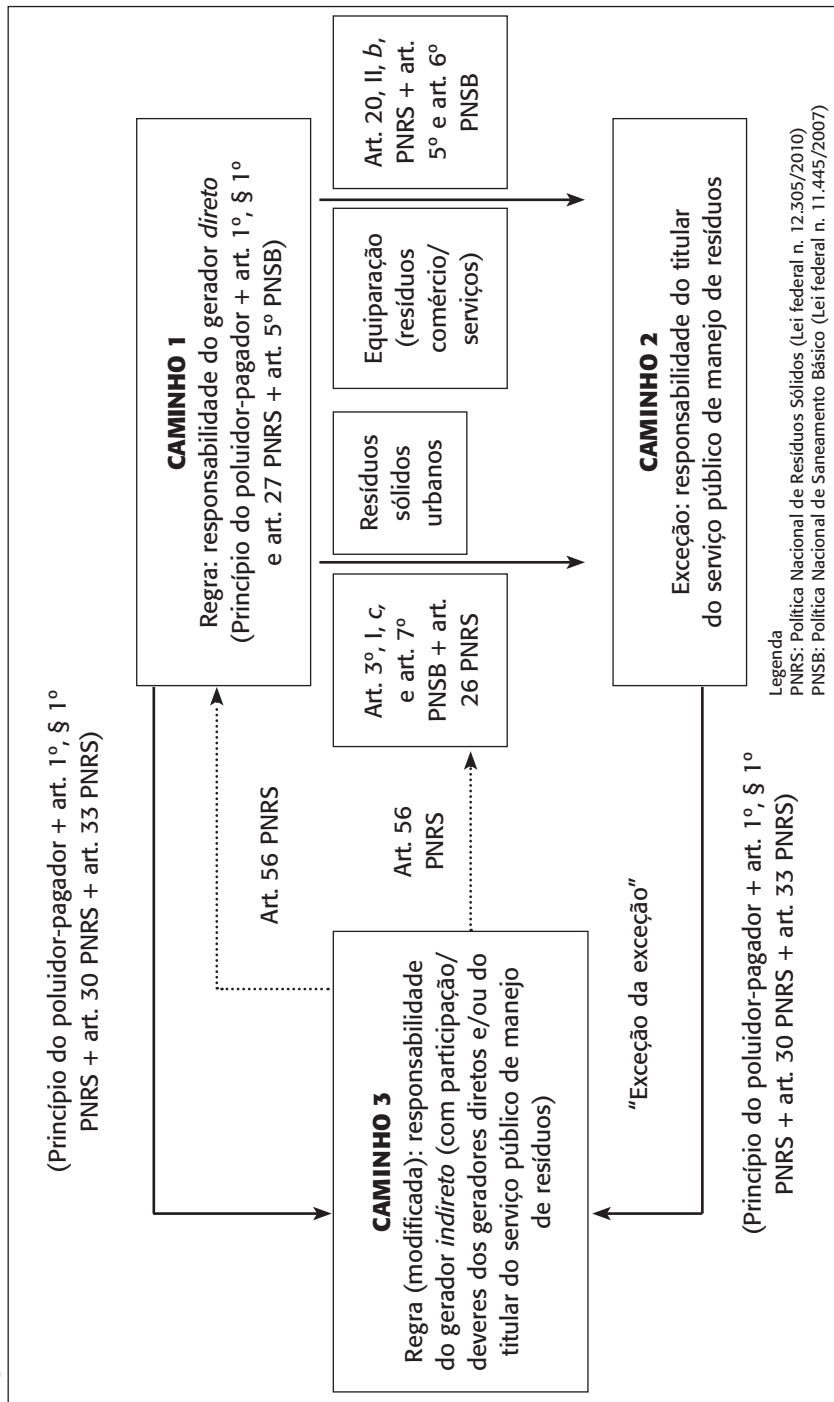 (Princípio do poluidor-pagador + art. 1º, § 1º
PNRS + art. 30 PNRS + art. 33 PNRS)
CAMINHO 1
Regra: responsabilidade do gerador direto
(Princípio do poluidor-pagador + art. 1º, § 1º
e art. 27 PNRS + art. 5º PNSB)
Art. 56 PNRS
Art. 3º, I, c,
e art. 7º
PNSB + art.
26 PNRS
Resíduos
sólidos
urbanos
Equiparação
(resíduos
comércio/
serviços)
Art. 20, II, b,
PNRS + art.
5º e art. 6º
PNSB
Art. 56
PNRS
CAMINHO 3
Regra (modificada): responsabilidade
do gerador indireto (com participação/
deveres dos geradores diretos e/ou do
titular do serviço público de manejo
de resíduos)
"Exceção da exceção"
CAMINHO 2
Exceção: responsabilidade do titular
do serviço público de manejo de resíduos
(Princípio do poluidor-pagador + art. 1º, § 1º
PNRS + art. 30 PNRS + art. 33 PNRS)
Legenda
PNRS: Política Nacional de Resíduos Sólidos (Lei federal n. 12.305/2010)
PNSB: Política Nacional de Saneamento Básico (Lei federal n. 11.445/2007)